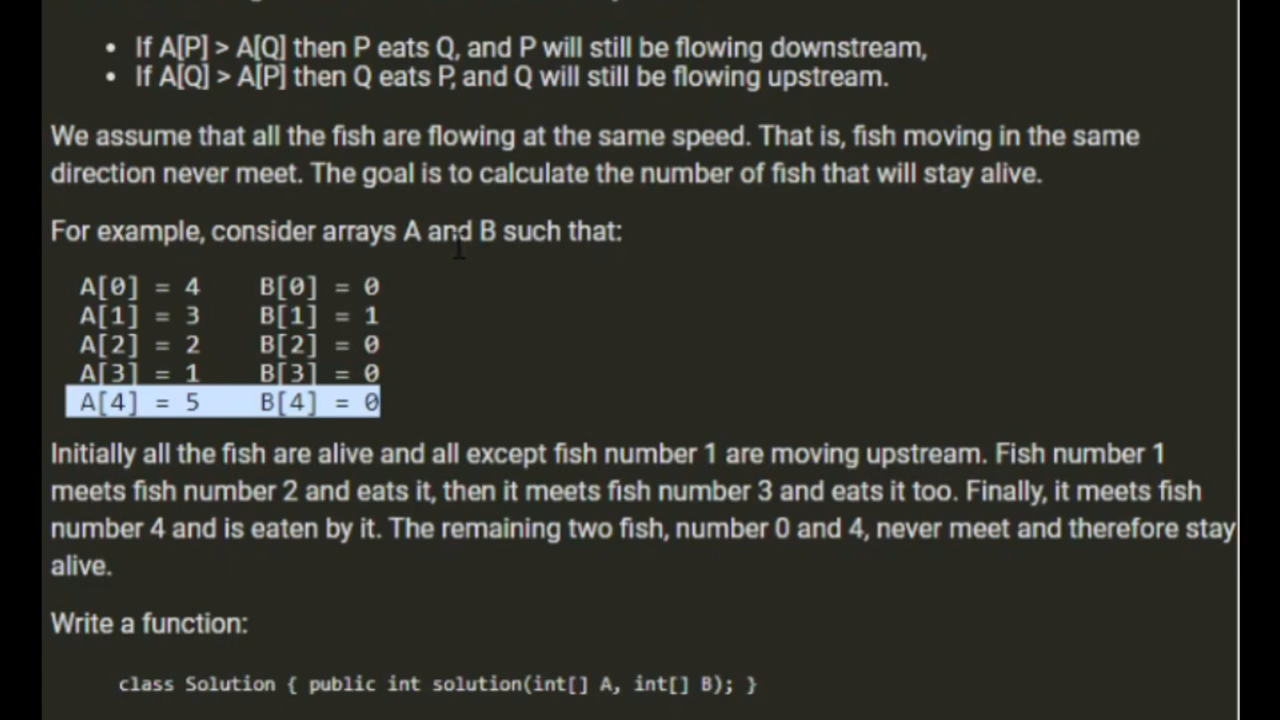 • If A[P] > A[Q] then P eats Q, and P will still be flowing downstream,
• If A[Q] > A[P] then Q eats P, and Q will still be flowing upstream.
We assume that all the fish are flowing at the same speed. That is, fish moving in the same
direction never meet. The goal is to calculate the number of fish that will stay alive.
For example, consider arrays A and B such that:
A[0] = 4    B[0] = 0
A[1] = 3    B[1] = 1
A[2] = 2    B[2] = 0
A[3] = 1    B[3] = 0
A[4] = 5    B[4] = 0
Initially all the fish are alive and all except fish number 1 are moving upstream. Fish number 1
meets fish number 2 and eats it, then it meets fish number 3 and eats it too. Finally, it meets fish
number 4 and is eaten by it. The remaining two fish, number 0 and 4, never meet and therefore stay
alive.
Write a function:
class Solution { public int solution(int[] A, int[] B); }